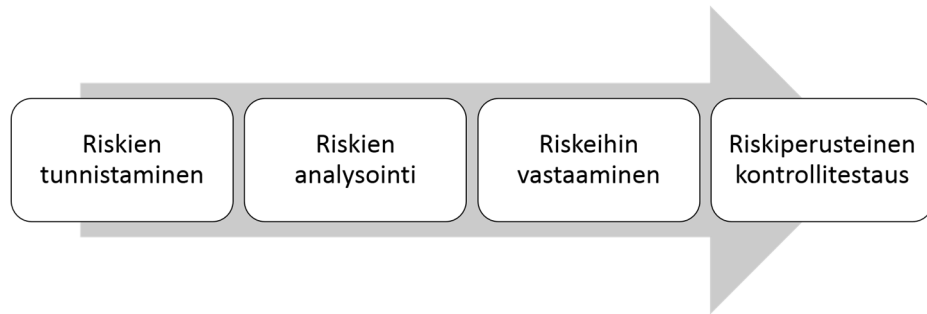 Riskien
tunnistaminen
Riskien
analysointi
Riskeihin
vastaaminen
Riskiperusteinen
kontrollitestaus